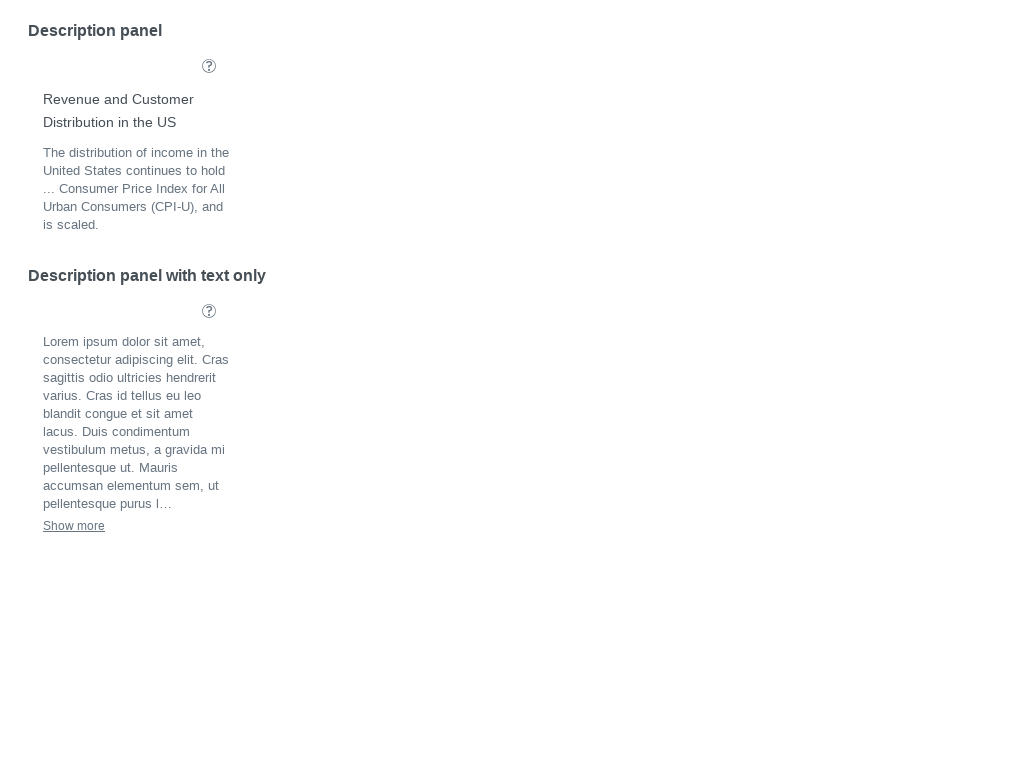 Description panel
Revenue and Customer
Distribution in the US
The distribution of income in the
United States continues to hold
... Consumer Price Index for All
Urban Consumers (CPI-U), and
is scaled.
Description panel with text only
Lorem ipsum dolor sit amet,
consectetur adipiscing elit. Cras
sagittis odio ultricies hendrerit
varius. Cras id tellus eu leo
blandit congue et sit amet
lacus. Duis condimentum
vestibulum metus, a gravida mi
pellentesque ut. Mauris
accumsan elementum sem, ut
pellentesque purus l…
Show more